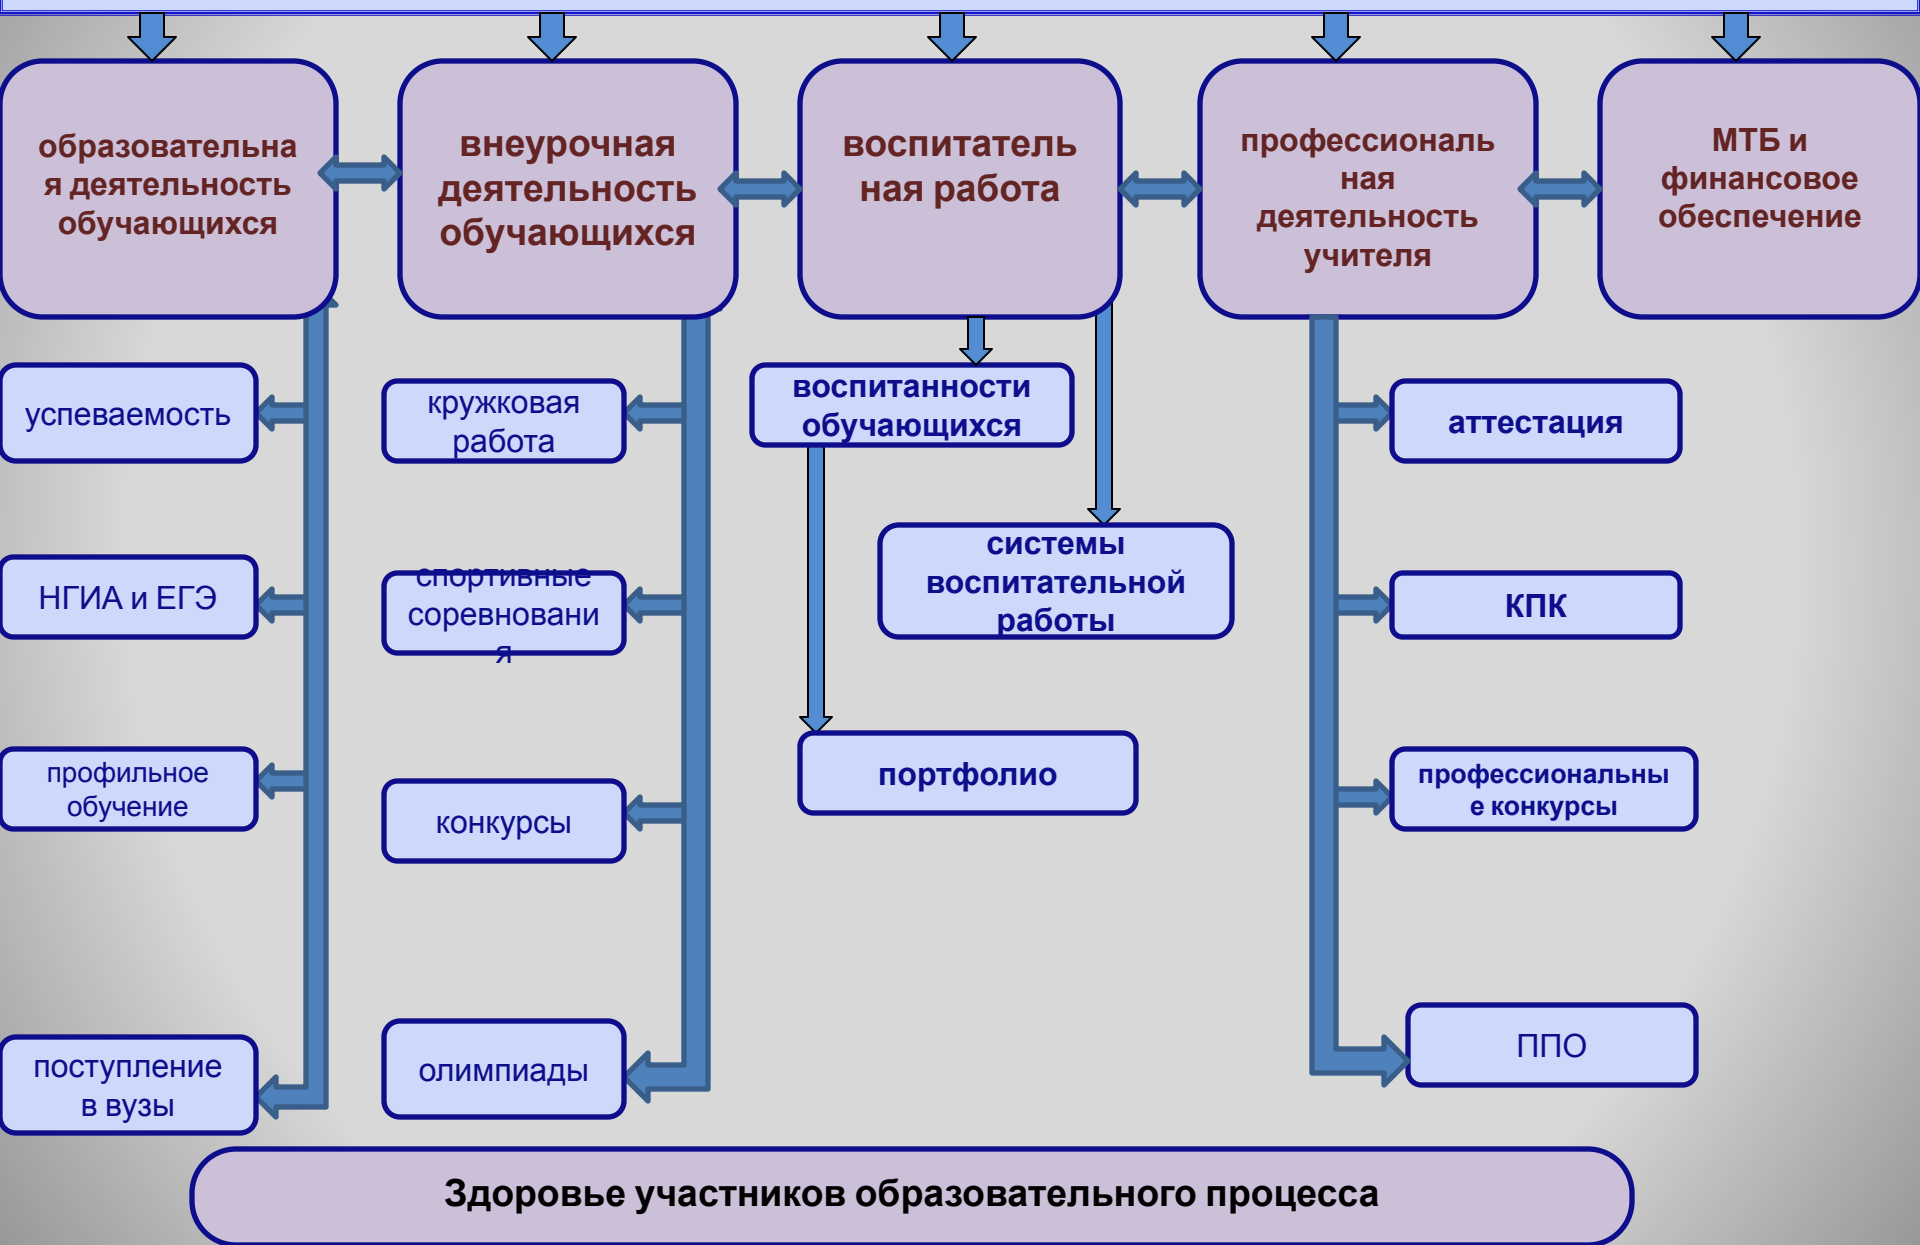 образовательна
я деятельность
обучающихся
внеурочная
деятельность
обучающихся
воспитатель
ная работа
профессиональ
ная
деятельность
учителя
МТБ и
финансовое
обеспечение
успеваемость
НГИА и ЕГЭ
профильное
обучение
поступление
в вузы
кружковая
работа
спортивные
соревновани
я
конкурсы
олимпиады
воспитанности
обучающихся
системы
воспитательной
работы
портфолио
аттестация
КПК
профессиональны
е конкурсы
ППО
Здоровье участников образовательного процесса